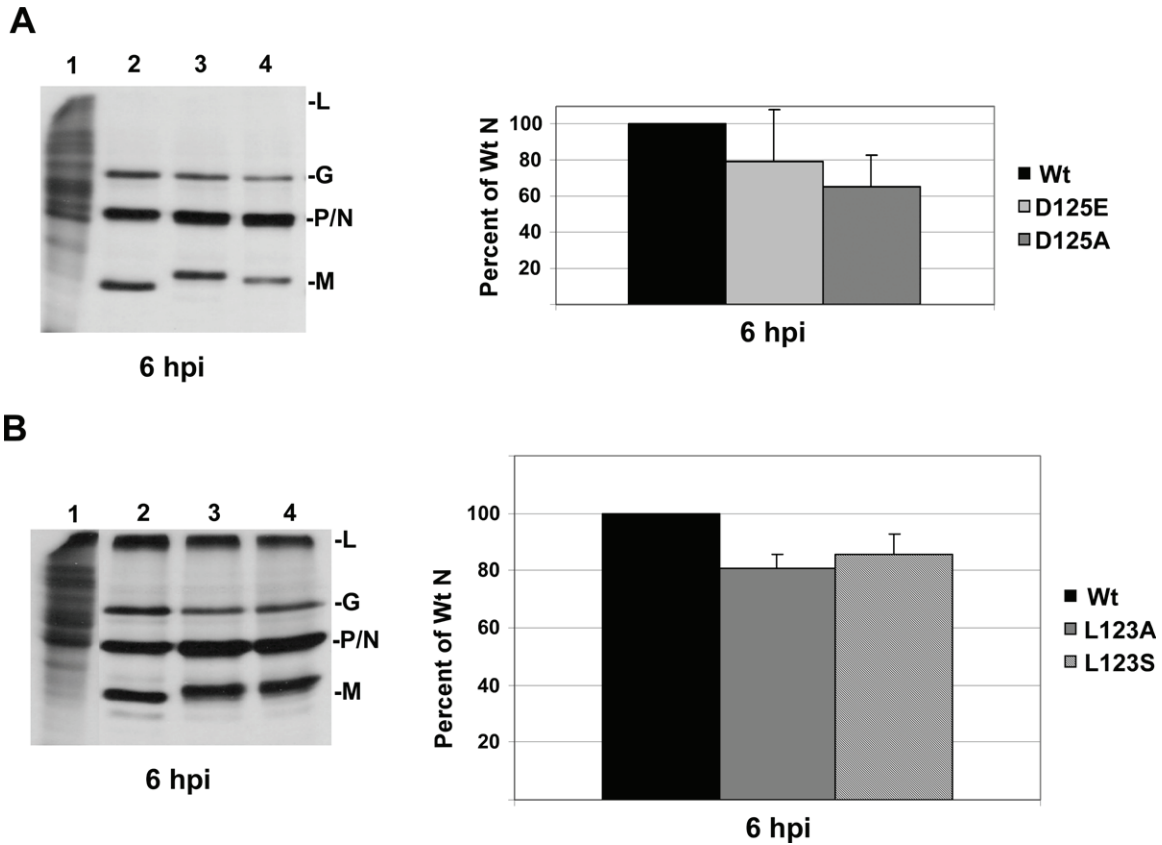 A
1 2 3 4
-L
-G
-P/N
-M
6 hpi
Percent of Wt N
100
80
60
40
20
6 hpi
Wt
D125E
D125A
B
1 2 3 4
-L
-G
-P/N
-M
6 hpi
Percent of Wt N
100
80
60
40
20
6 hpi
Wt
L123A
L123S